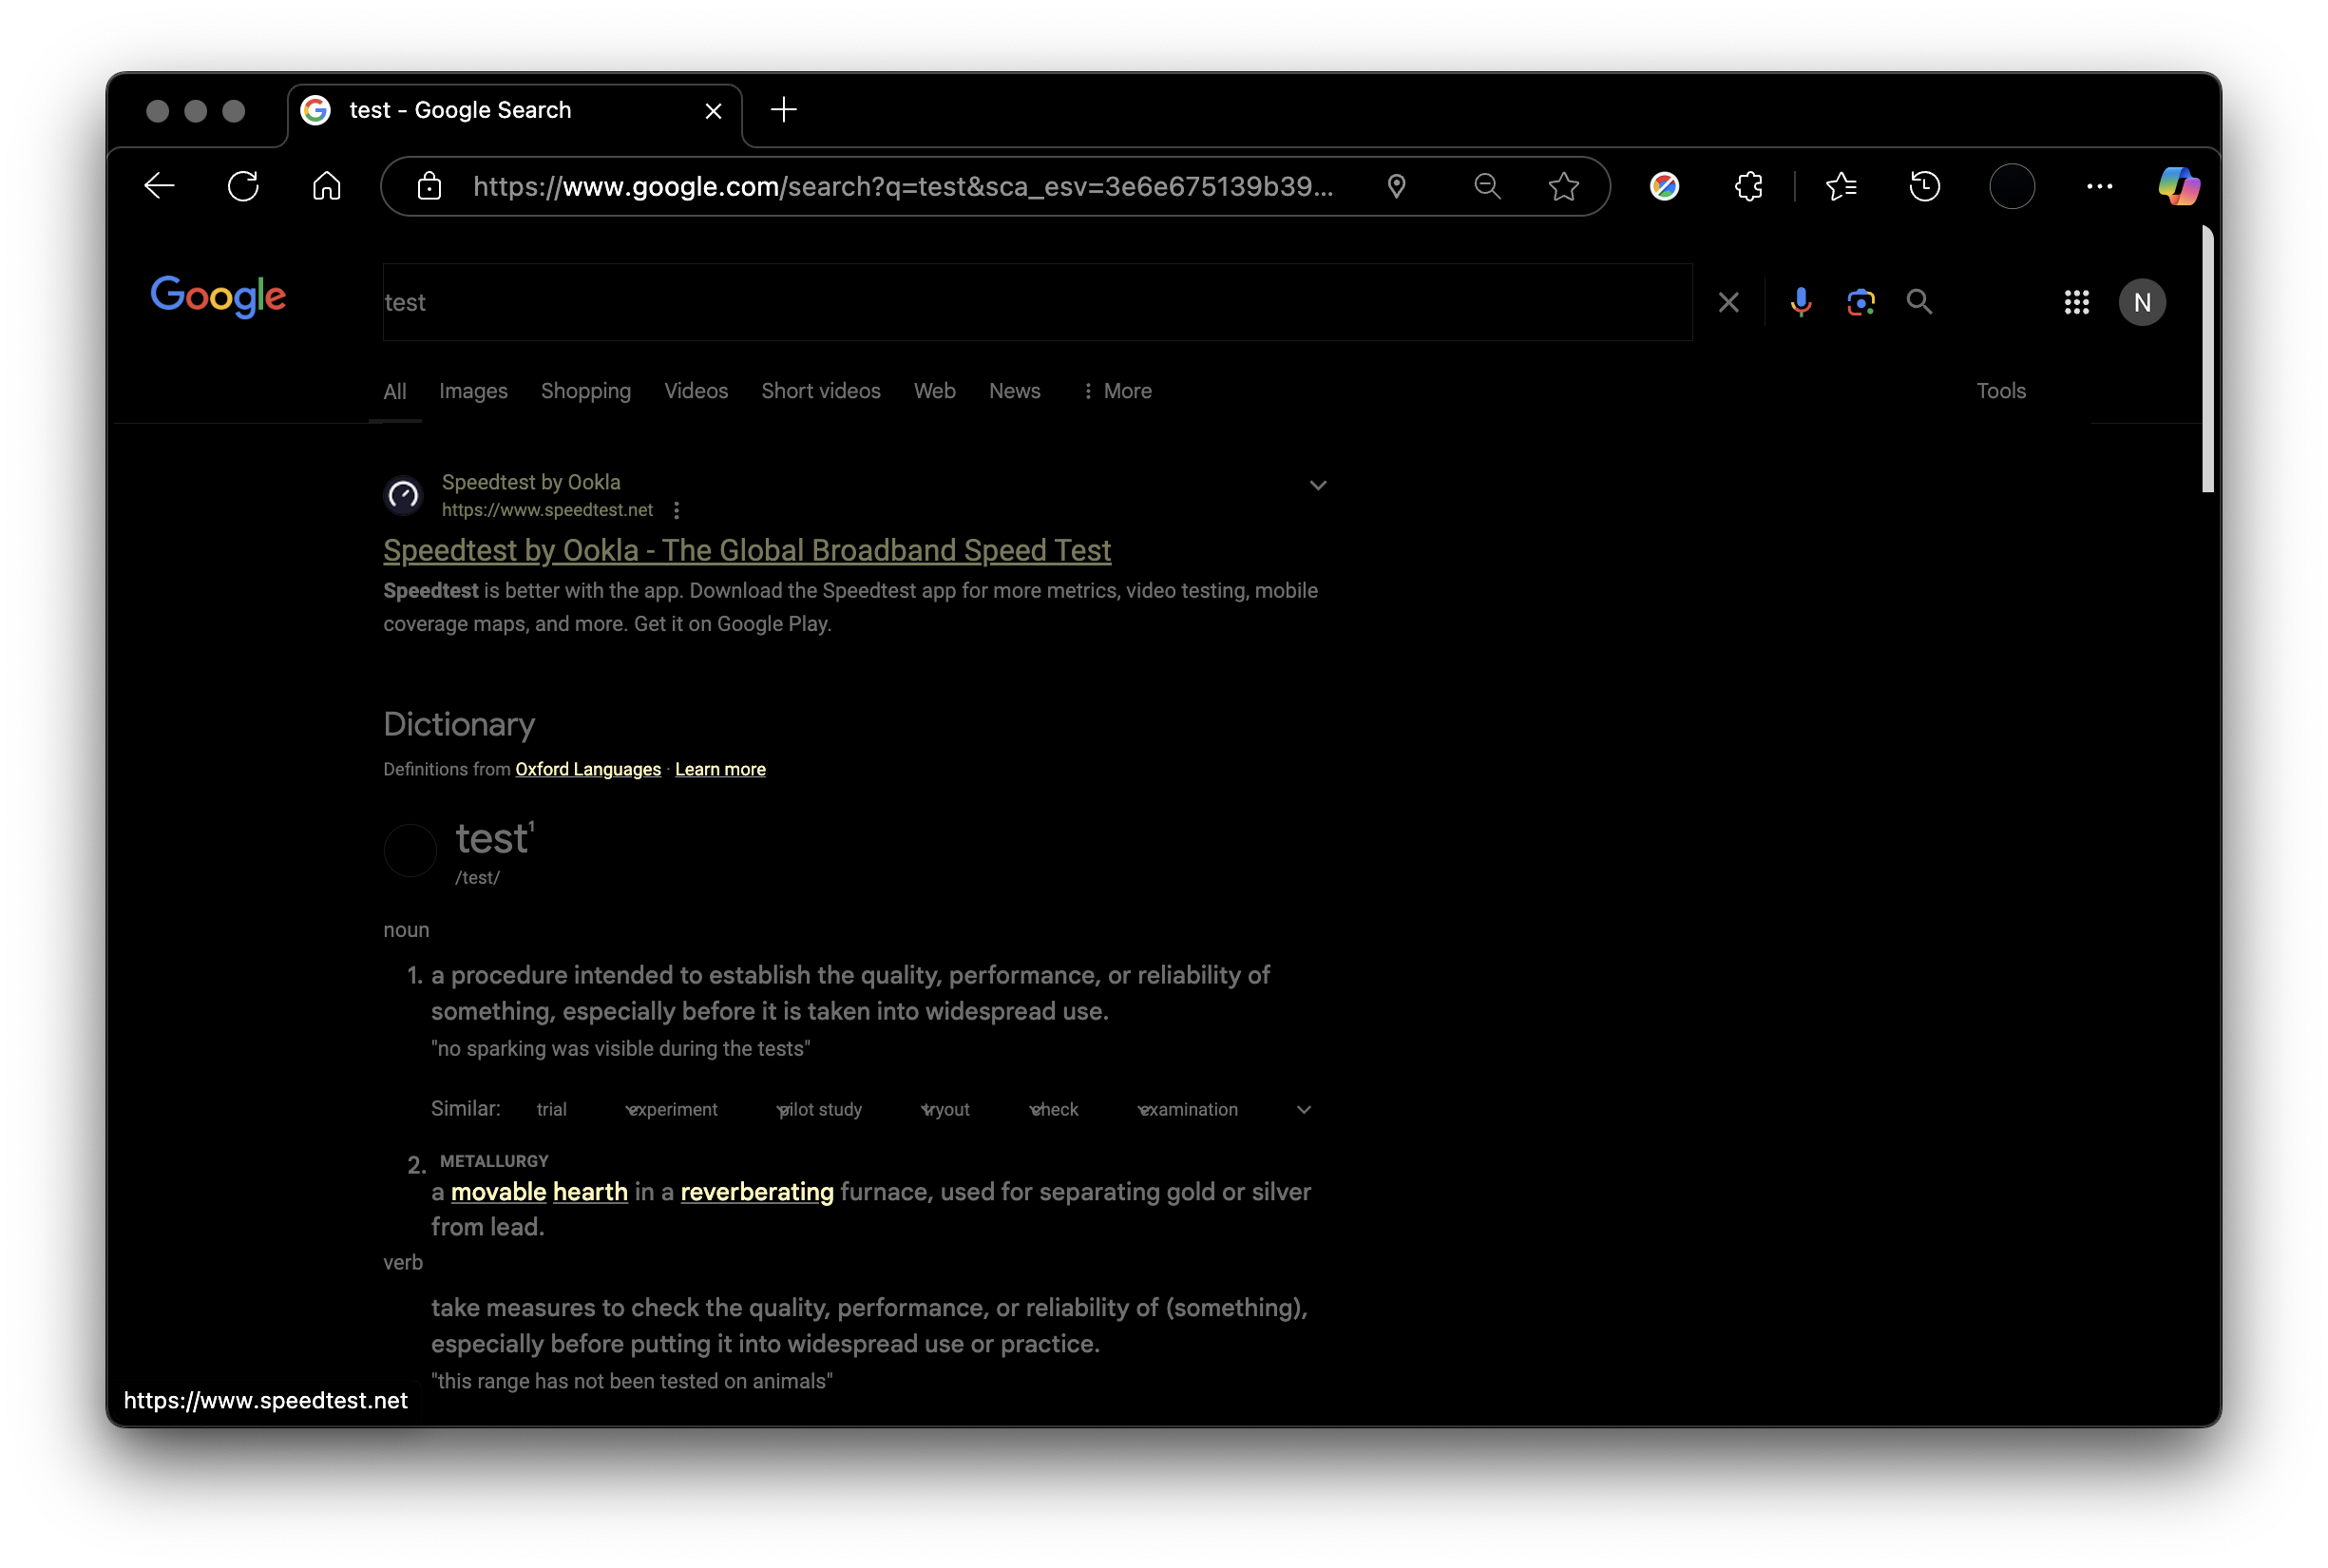 test - Google Search
https://www.google.com/search?q=test&sca_esv=3e6e675139b39...
Google
test
N
All Images Shopping Videos Short videos Web News More Tools
Speedtest by Ookla
https://www.speedtest.net
Speedtest by Ookla - The Global Broadband Speed Test
Speedtest is better with the app. Download the Speedtest app for more metrics, video testing, mobile
coverage maps, and more. Get it on Google Play.
Dictionary
Definitions from Oxford Languages · Learn more
test¹
/test/
noun
1. a procedure intended to establish the quality, performance, or reliability of
something, especially before it is taken into widespread use.
"no sparking was visible during the tests"
Similar: trial experiment pilot study tryout check examination
2. METALLURGY
a movable hearth in a reverberating furnace, used for separating gold or silver
from lead.
verb
take measures to check the quality, performance, or reliability of (something),
especially before putting it into widespread use or practice.
"this range has not been tested on animals"
https://www.speedtest.net